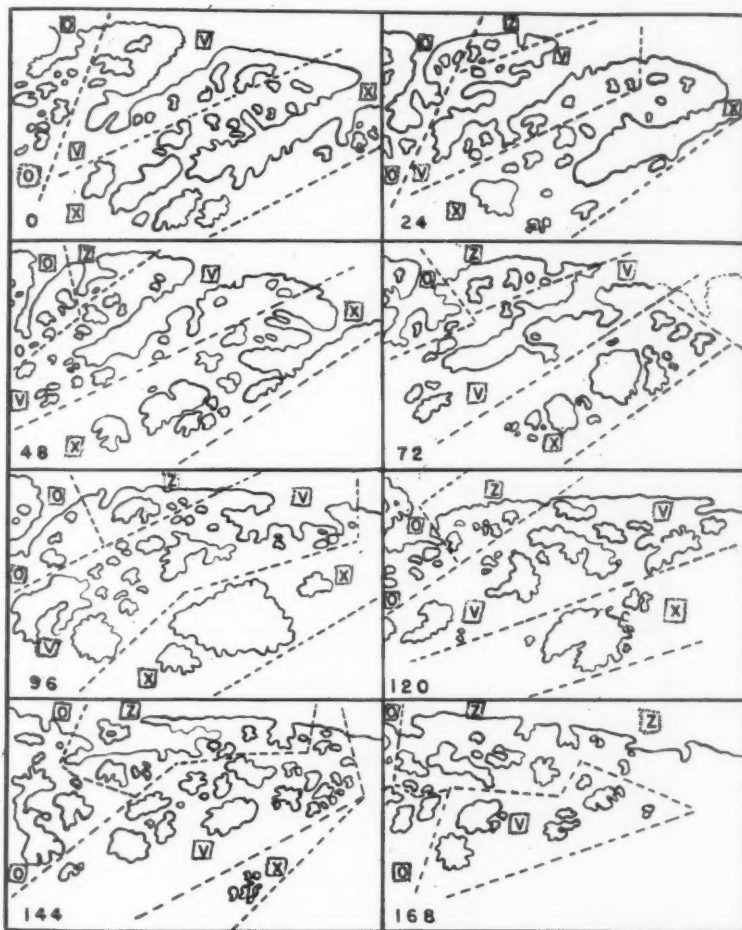 O V X
V
O
X
0
O Z V X
O V
X
24
O Z V X
V
X
48
O Z V
V
X
72
Z V
O
O X
V X
96
Z
O V
O V X
120
O Z
V
O X
144
O Z Z
V
O
168